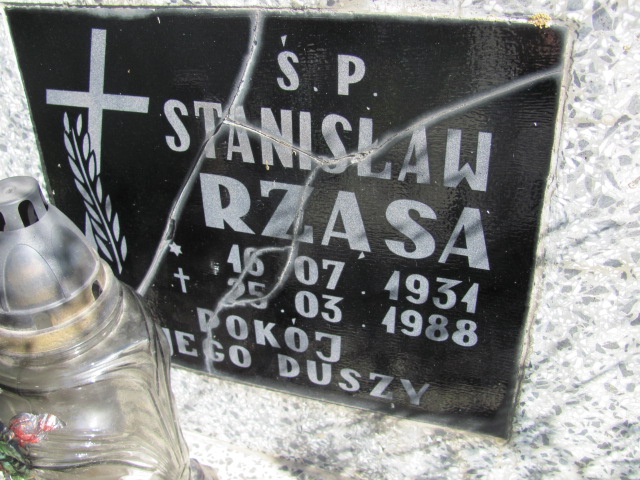 Ś. P.
STANISŁAW
RZĄSA
* 16 07 1931
† 25 03 1988
POKÓJ
JEGO DUSZY